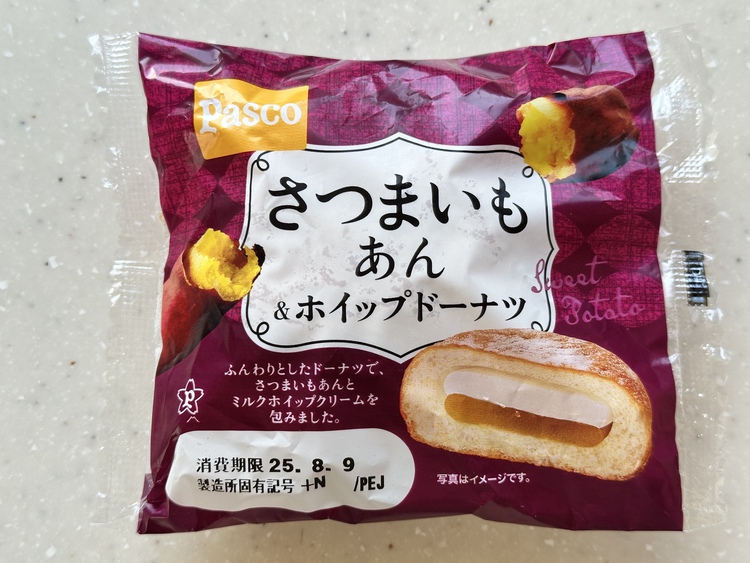 Pasco
さつまいも
あん
&ホイップドーナツ
Sweet
Potato
ふんわりとしたドーナツで、
さつまいもあんと
ミルクホイップクリームを
包みました。
P
消費期限 25. 8. 9
製造所固有記号 +N /PEJ
写真はイメージです。